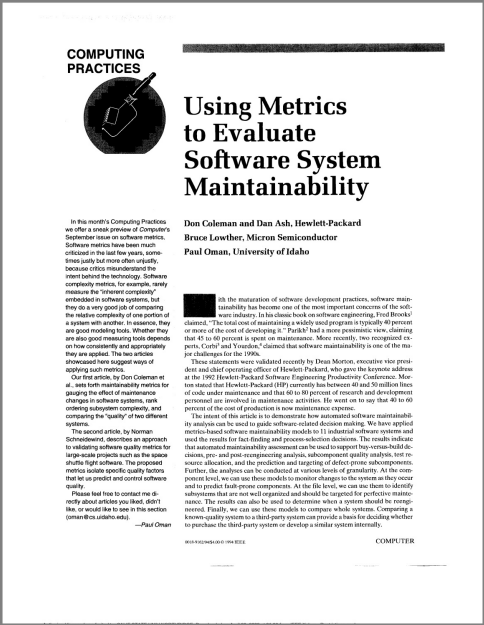 COMPUTING
PRACTICES
Using Metrics
to Evaluate
Software System
Maintainability
Don Coleman and Dan Ash, Hewlett-Packard
Bruce Lowther, Micron Semiconductor
Paul Oman, University of Idaho
In this month's Computing Practices
we offer a sneak preview of Computer's
September issue on software metrics.
Software metrics have been much
criticized in the last few years, some-
times justly but more often unjustly,
because critics misunderstand the
intent behind the technology. Software
complexity metrics, for example, rarely
measure the "inherent complexity"
embedded in software systems, but
they do a very good job of comparing
the relative complexity of one portion of
a system with another. In essence, they
are good modeling tools. Whether they
are also good measuring tools depends
on how consistently and appropriately
they are applied. The two articles
showcased here suggest ways of
applying such metrics.
Our first article, by Don Coleman et
al., sets forth maintainability metrics for
gauging the effect of maintenance
changes in software systems, rank
ordering subsystem complexity, and
comparing the "quality" of two different
systems.
The second article, by Norman
Schneidewind, describes an approach
to validating software quality metrics for
large-scale projects such as the space
shuttle flight software. The proposed
metrics isolate specific quality factors
that let us predict and control software
quality.
Please feel free to contact me di-
rectly about articles you liked, didn't
like, or would like to see in this section
(oman@cs.uidaho.edu).
—Paul Oman
ith the maturation of software development practices, software main-
tainability has become one of the most important concerns of the soft-
ware industry. In his classic book on software engineering, Fred Brooks¹
claimed, "The total cost of maintaining a widely used program is typically 40 percent
or more of the cost of developing it." Parikh² had a more pessimistic view, claiming
that 45 to 60 percent is spent on maintenance. More recently, two recognized ex-
perts, Corbi³ and Yourdon,⁴ claimed that software maintainability is one of the ma-
jor challenges for the 1990s.
These statements were validated recently by Dean Morton, executive vice presi-
dent and chief operating officer of Hewlett-Packard, who gave the keynote address
at the 1992 Hewlett-Packard Software Engineering Productivity Conference. Mor-
ton stated that Hewlett-Packard (HP) currently has between 40 and 50 million lines
of code under maintenance and that 60 to 80 percent of research and development
personnel are involved in maintenance activities. He went on to say that 40 to 60
percent of the cost of production is now maintenance expense.
The intent of this article is to demonstrate how automated software maintainabil-
ity analysis can be used to guide software-related decision making. We have applied
metrics-based software maintainability models to 11 industrial software systems and
used the results for fact-finding and process-selection decisions. The results indicate
that automated maintainability assessment can be used to support buy-versus-build de-
cisions, pre- and post-reengineering analysis, subcomponent quality analysis, test re-
source allocation, and the prediction and targeting of defect-prone subcomponents.
Further, the analyses can be conducted at various levels of granularity. At the com-
ponent level, we can use these models to monitor changes to the system as they occur
and to predict fault-prone components. At the file level, we can use them to identify
subsystems that are not well organized and should be targeted for perfective mainte-
nance. The results can also be used to determine when a system should be reengi-
neered. Finally, we can use these models to compare whole systems. Comparing a
known-quality system to a third-party system can provide a basis for deciding whether
to purchase the third-party system or develop a similar system internally.
0018-9162/94/$4.00 © 1994 IEEE
COMPUTER